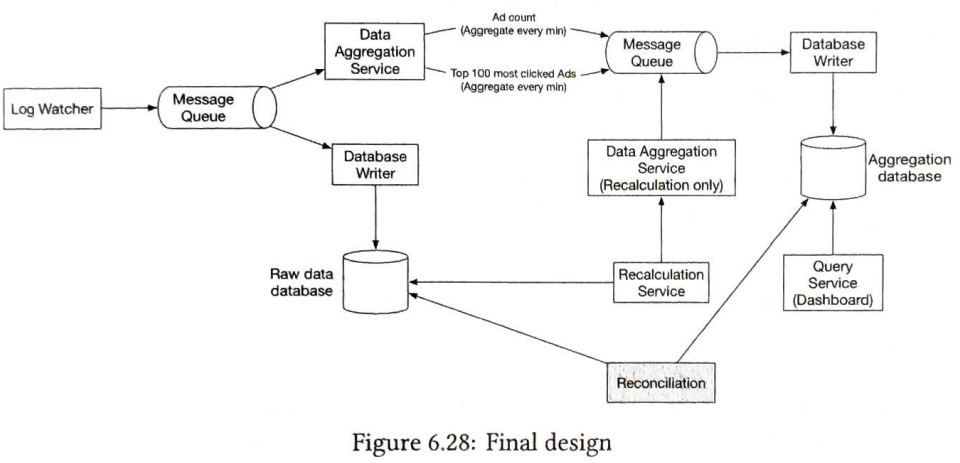 Log Watcher
Message
Queue
Data
Aggregation
Service
Database
Writer
Raw data
database
Ad count
(Aggregate every min)
Top 100 most clicked Ads
(Aggregate every min)
Message
Queue
Data Aggregation
Service
(Recalculation only)
Recalculation
Service
Reconciliation
Database
Writer
Aggregation
database
Query
Service
(Dashboard)
Figure 6.28: Final design